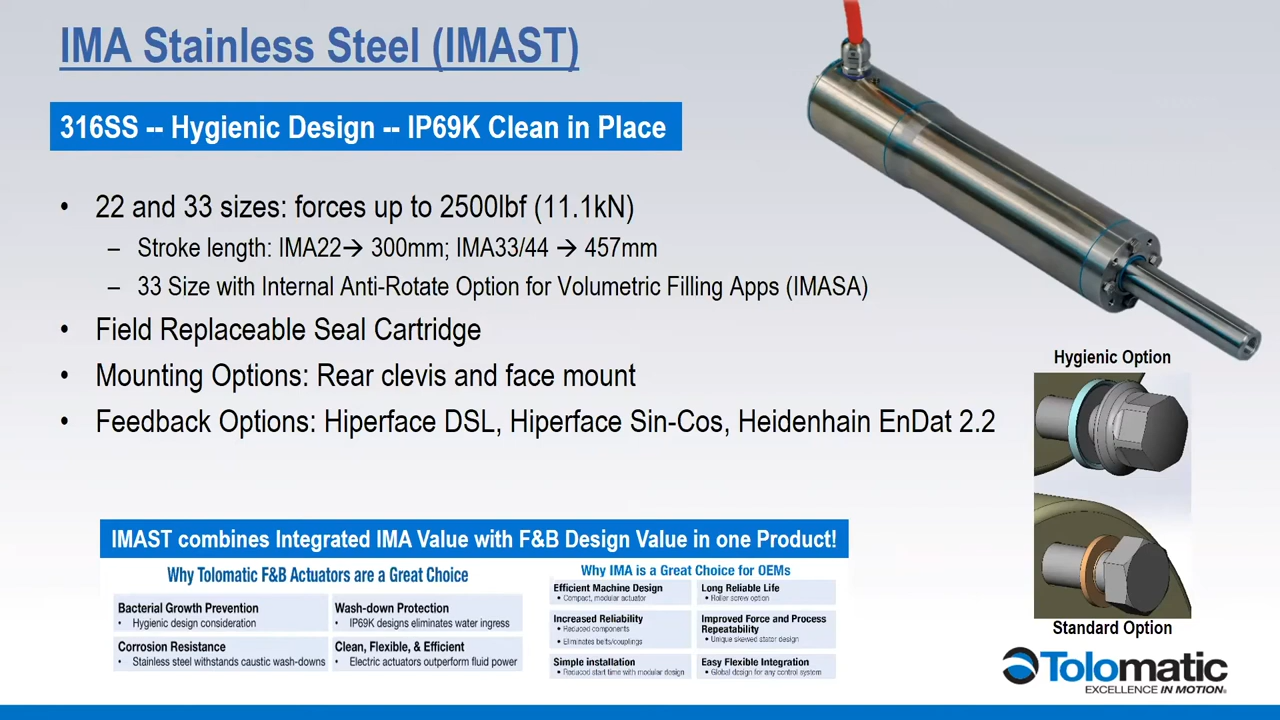 IMA Stainless Steel (IMAST)
316SS -- Hygienic Design -- IP69K Clean in Place
• 22 and 33 sizes: forces up to 2500lbf (11.1kN)
– Stroke length: IMA22→ 300mm; IMA33/44 → 457mm
– 33 Size with Internal Anti-Rotate Option for Volumetric Filling Apps (IMASA)
• Field Replaceable Seal Cartridge
• Mounting Options: Rear clevis and face mount
• Feedback Options: Hiperface DSL, Hiperface Sin-Cos, Heidenhain EnDat 2.2
Hygienic Option
Standard Option
IMAST combines Integrated IMA Value with F&B Design Value in one Product!
Why Tolomatic F&B Actuators are a Great Choice
Bacterial Growth Prevention
• Hygienic design consideration
Wash-down Protection
• IP69K designs eliminates water ingress
Corrosion Resistance
• Stainless steel withstands caustic wash-downs
Clean, Flexible, & Efficient
• Electric actuators outperform fluid power
Why IMA is a Great Choice for OEMs
Efficient Machine Design
• Compact, modular actuator
Long Reliable Life
• Roller screw option
Increased Reliability
• Reduced components
• Eliminates belts/couplings
Improved Force and Process
Repeatability
• Unique skewed stator design
Simple installation
• Reduced start time with modular design
Easy Flexible Integration
• Global design for any control system
Tolomatic
EXCELLENCE IN MOTION